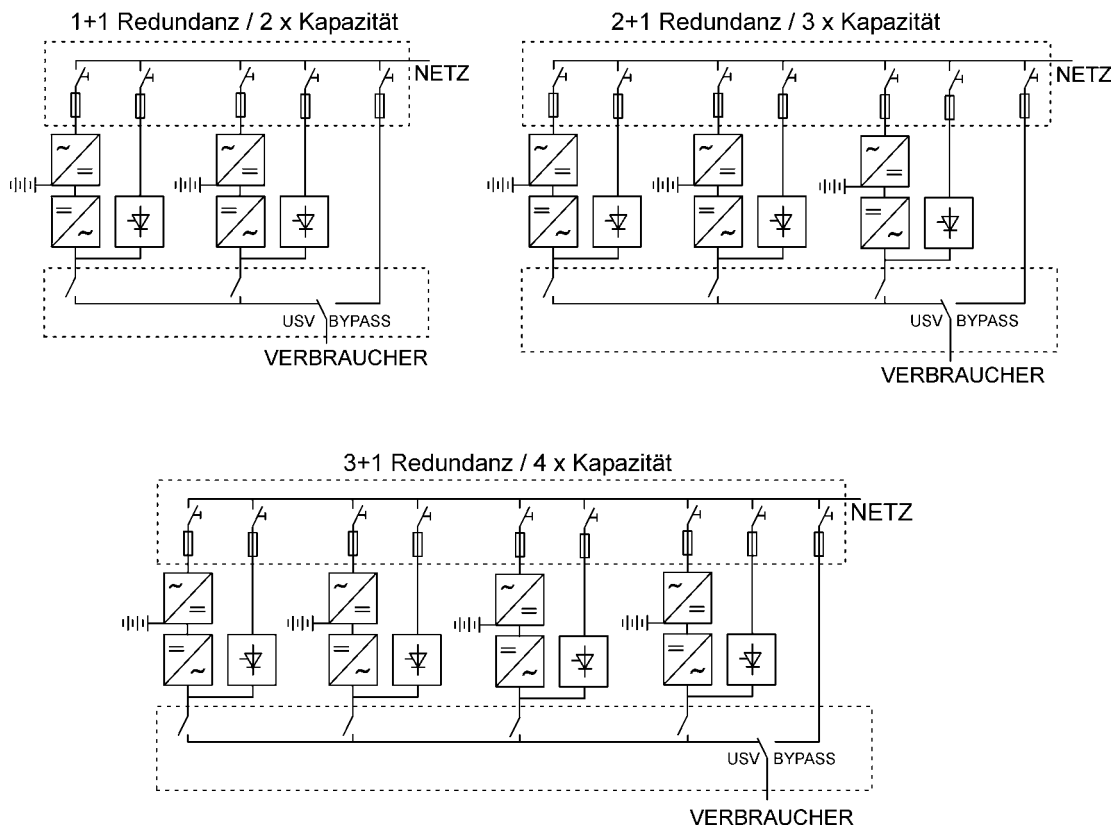 1+1 Redundanz / 2 x Kapazität
NETZ
USV BYPASS
VERBRAUCHER
2+1 Redundanz / 3 x Kapazität
NETZ
USV BYPASS
VERBRAUCHER
3+1 Redundanz / 4 x Kapazität
NETZ
USV BYPASS
VERBRAUCHER